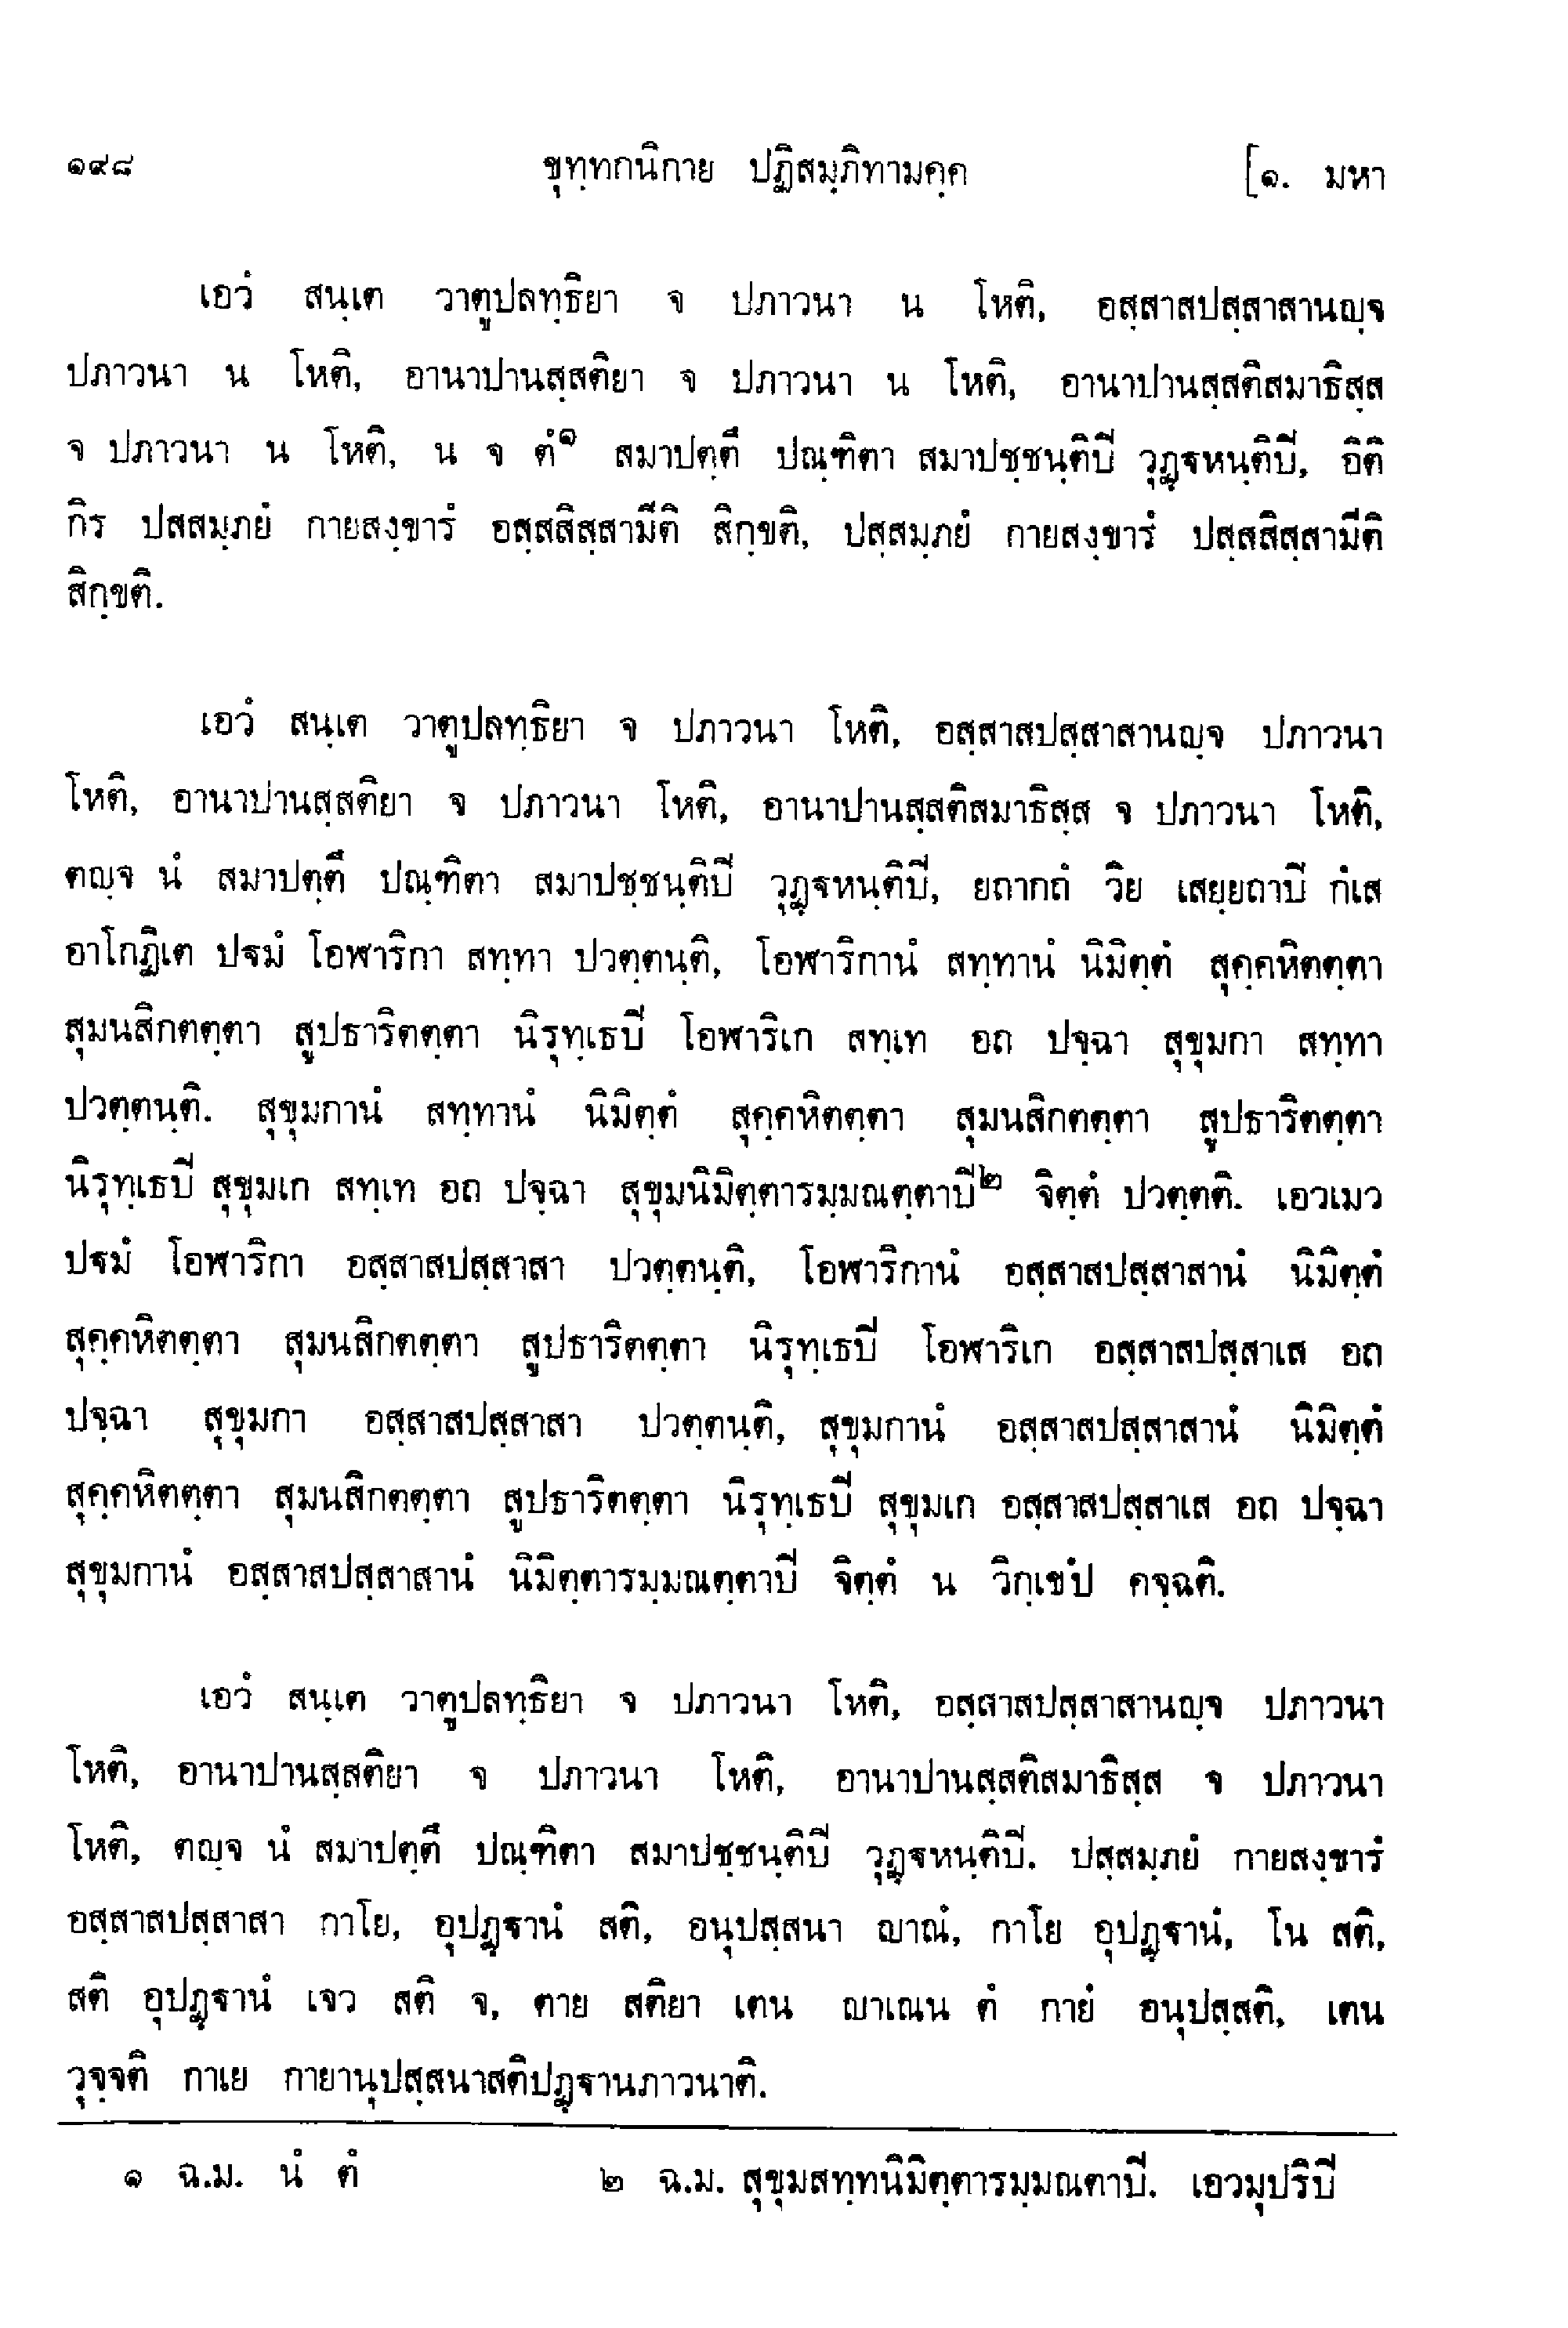 ๑๙๘ ขุทฺทกนิกาย ปฏิสมฺภิทามคฺค [๑. มหา
เอวํ สนฺเต วาตูปลทฺธิยา จ ปภาวนา น โหติ, อสฺสาสปสฺสาสานญฺจ
ปภาวนา น โหติ, อานาปานสฺสติยา จ ปภาวนา น โหติ, อานาปานสฺสติสมาธิสฺส
จ ปภาวนา น โหติ, น จ ตํ๑ สมาปตฺตึ ปณฺฑิตา สมาปชฺชนฺติปิ วุฏฺฐหนฺติปิ, อิติ
กิร ปสฺสมฺภยํ กายสงฺขารํ อสฺสสิสฺสามีติ สิกฺขติ, ปสฺสมฺภยํ กายสงฺขารํ ปสฺสสิสฺสามีติ
สิกฺขติ.
เอวํ สนฺเต วาตูปลทฺธิยา จ ปภาวนา โหติ, อสฺสาสปสฺสาสานญฺจ ปภาวนา
โหติ, อานาปานสฺสติยา จ ปภาวนา โหติ, อานาปานสฺสติสมาธิสฺส จ ปภาวนา โหติ,
ตญฺจ นํ สมาปตฺตึ ปณฺฑิตา สมาปชฺชนฺติปิ วุฏฺฐหนฺติปิ, ยถากถํ วิย เสยฺยถาปิ กํเส
อาโกฏิเต ปฐมํ โอฬาริกา สทฺทา ปวตฺตนฺติ, โอฬาริกานํ สทฺทานํ นิมิตฺตํ สุคฺคหิตตฺตา
สุมนสิกตตฺตา สูปธาริตตฺตา นิรุทฺเธปิ โอฬาริเก สทฺเท อถ ปจฺฉา สุขุมกา สทฺทา
ปวตฺตนฺติ. สุขุมกานํ สทฺทานํ นิมิตฺตํ สุคฺคหิตตฺตา สุมนสิกตตฺตา สูปธาริตตฺตา
นิรุทฺเธปิ สุขุมเก สทฺเท อถ ปจฺฉา สุขุมนิมิตฺตารมฺมณตฺตาปิ๒ จิตฺตํ ปวตฺตติ. เอวเมว
ปฐมํ โอฬาริกา อสฺสาสปสฺสาสา ปวตฺตนฺติ, โอฬาริกานํ อสฺสาสปสฺสาสานํ นิมิตฺตํ
สุคฺคหิตตฺตา สุมนสิกตตฺตา สูปธาริตตฺตา นิรุทฺเธปิ โอฬาริเก อสฺสาสปสฺสาเส อถ
ปจฺฉา สุขุมกา อสฺสาสปสฺสาสา ปวตฺตนฺติ, สุขุมกานํ อสฺสาสปสฺสาสานํ นิมิตฺตํ
สุคฺคหิตตฺตา สุมนสิกตตฺตา สูปธาริตตฺตา นิรุทฺเธปิ สุขุมเก อสฺสาสปสฺสาเส อถ ปจฺฉา
สุขุมกานํ อสฺสาสปสฺสาสานํ นิมิตฺตารมฺมณตฺตาปิ จิตฺตํ น วิกฺเขปํ คจฺฉติ.
เอวํ สนฺเต วาตูปลทฺธิยา จ ปภาวนา โหติ, อสฺสาสปสฺสาสานญฺจ ปภาวนา
โหติ, อานาปานสฺสติยา จ ปภาวนา โหติ, อานาปานสฺสติสมาธิสฺส จ ปภาวนา
โหติ, ตญฺจ นํ สมาปตฺตึ ปณฺฑิตา สมาปชฺชนฺติปิ วุฏฺฐหนฺติปิ. ปสฺสมฺภยํ กายสงฺขารํ
อสฺสาสปสฺสาสา กาโย, อุปฏฺฐานํ สติ, อนุปสฺสนา ญาณํ, กาโย อุปฏฺฐานํ, โน สติ,
สติ อุปฏฺฐานํ เจว สติ จ, ตาย สติยา เตน ญาเณน ตํ กายํ อนุปสฺสติ, เตน
วุจฺจติ กาเย กายานุปสฺสนาสติปฏฺฐานภาวนาติ.
๑ ฉ.ม. นํ ตํ ๒ ฉ.ม. สุขุมสทฺทนิมิตฺตารมฺมณตาปิ. เอวมุปริปิ